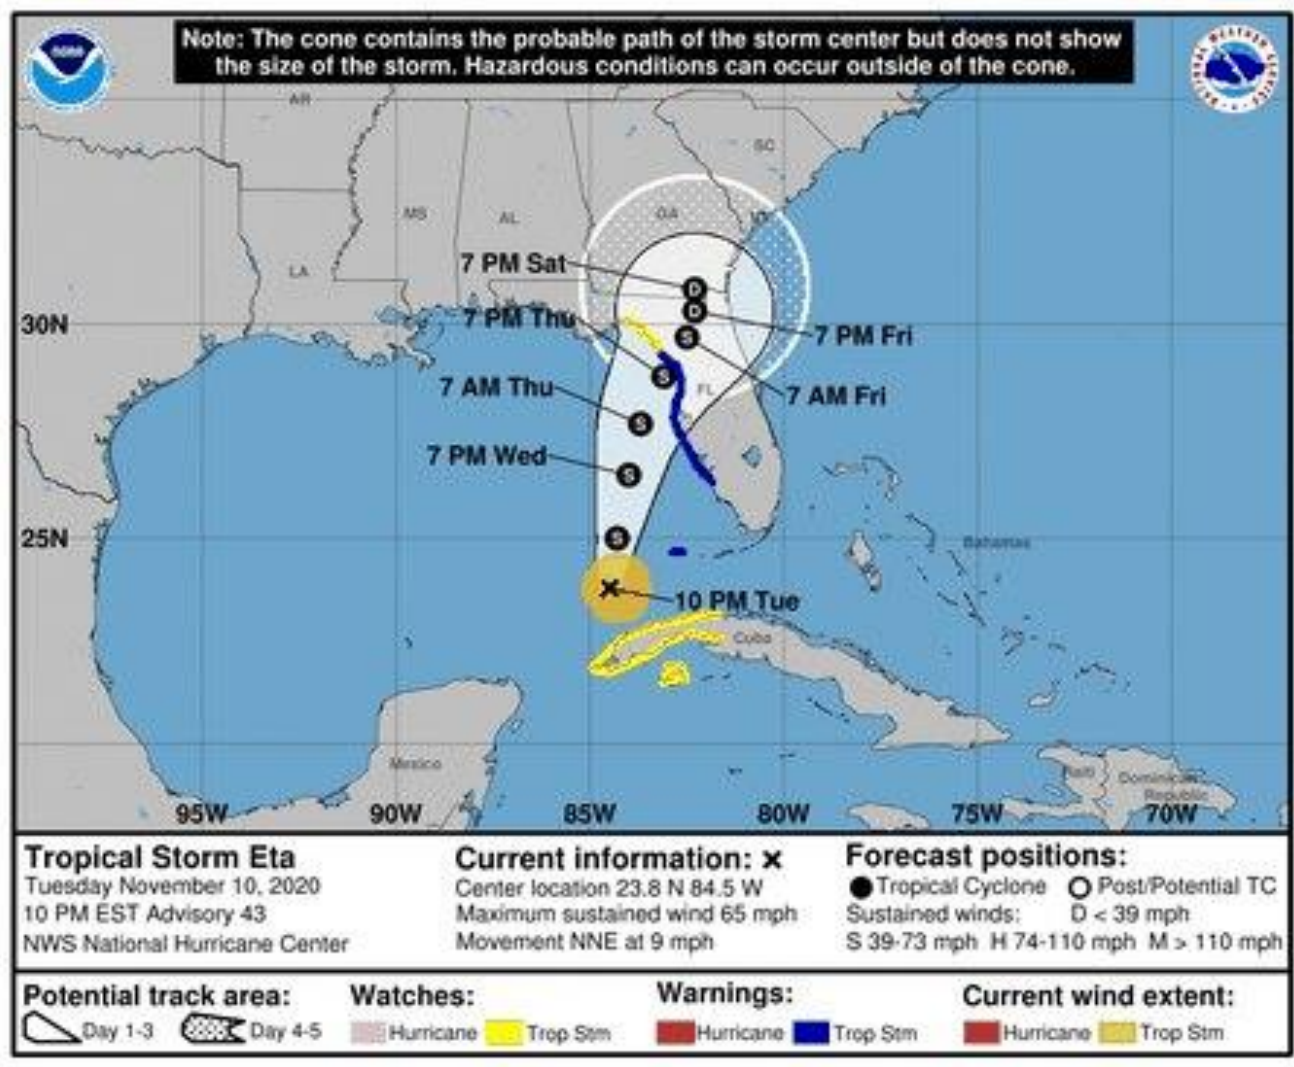 Note: The cone contains the probable path of the storm center but does not show
the size of the storm. Hazardous conditions can occur outside of the cone.
AR
SC
MS
AL
GA
LA
7 PM Sat
30N
7 PM Thu
7 PM Fri
7 AM Thu
FL
7 AM Fri
7 PM Wed
25N
Bahamas
10 PM Tue
Cuba
Mexico
Haiti
Dominican
Republic
95W
90W
85W
80W
75W
70W
D
D
S
S
S
S
S
Tropical Storm Eta
Tuesday November 10, 2020
10 PM EST Advisory 43
NWS National Hurricane Center
Current information: x
Center location 23.8 N 84.5 W
Maximum sustained wind 65 mph
Movement NNE at 9 mph
Forecast positions:
Tropical Cyclone Post/Potential TC
Sustained winds: D < 39 mph
S 39-73 mph H 74-110 mph M > 110 mph
Potential track area:
Day 1-3 Day 4-5
Watches:
Hurricane Trop Stm
Warnings:
Hurricane Trop Stm
Current wind extent:
Hurricane Trop Stm